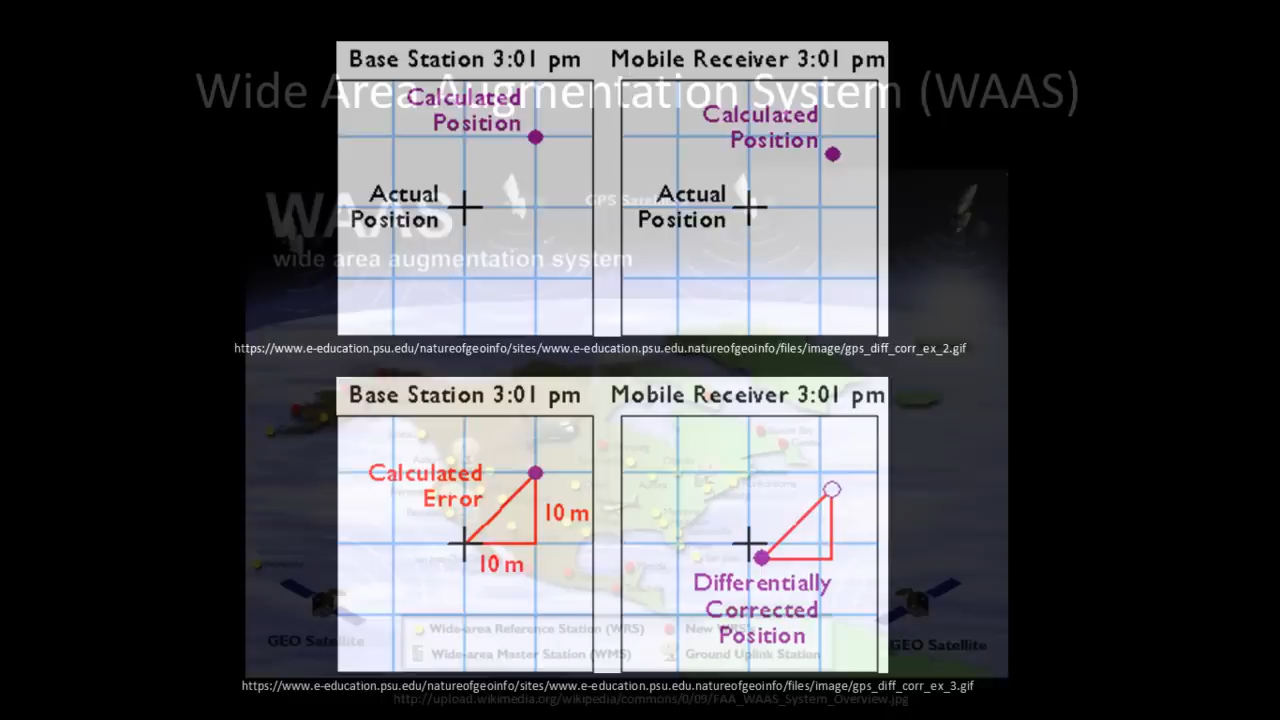 Base Station 3:01 pm
Mobile Receiver 3:01 pm
Wide Area Augmentation System (WAAS)
Calculated
Position
Calculated
Position
Actual
Position
Actual
Position
WAAS
wide area augmentation system
https://www.e-education.psu.edu/natureofgeoinfo/sites/www.e-education.psu.edu.natureofgeoinfo/files/image/gps_diff_corr_ex_2.gif
Base Station 3:01 pm
Mobile Receiver 3:01 pm
Calculated
Error
10 m
10 m
Differentially
Corrected
Position
GEO Satellite
GEO Satellite
Wide-area Reference Station (WRS)
Wide-area Master Station (WMS)
Ground Uplink Station
https://www.e-education.psu.edu/natureofgeoinfo/sites/www.e-education.psu.edu.natureofgeoinfo/files/image/gps_diff_corr_ex_3.gif
http://upload.wikimedia.org/wikipedia/commons/0/09/FAA_WAAS_System_Overview.jpg